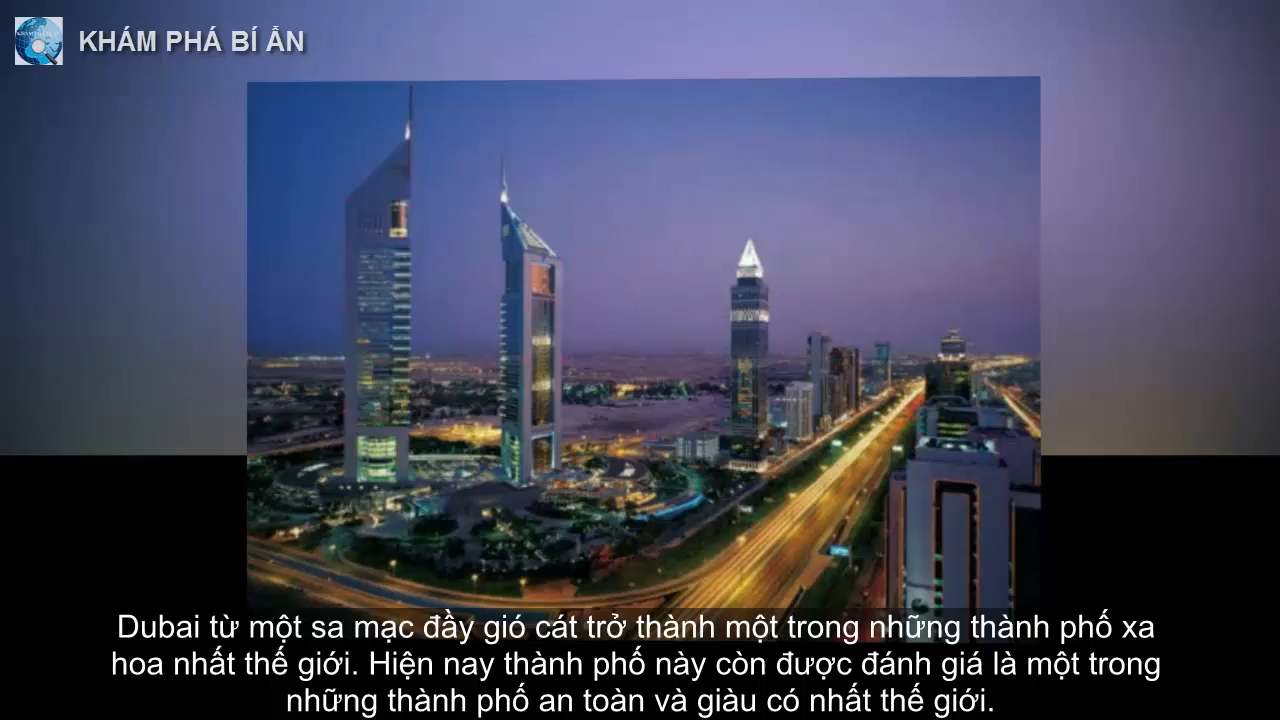 KHÁM PHÁ BÍ ẨN
Dubai từ một sa mạc đầy gió cát trở thành một trong những thành phố xa
hoa nhất thế giới. Hiện nay thành phố này còn được đánh giá là một trong
những thành phố an toàn và giàu có nhất thế giới.